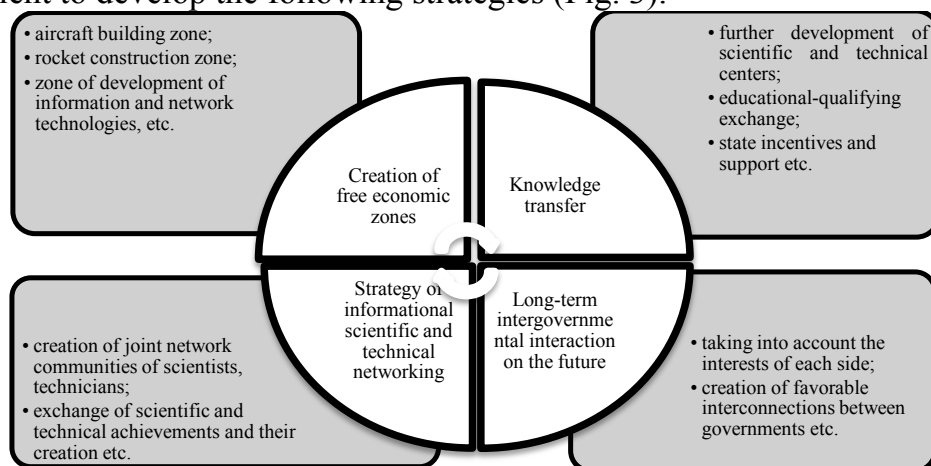 ment to develop the following strategies (Fig. 3).
• aircraft building zone;
• rocket construction zone;
• zone of development of
information and network
technologies, etc.
• further development of
scientific and technical
centers;
• educational-qualifying
exchange;
• state incentives and
support etc.
Creation of
free economic
zones
Knowledge
transfer
Strategy of
informational
scientific and
technical
networking
Long-term
intergovernme
ntal interaction
on the future
• creation of joint network
communities of scientists,
technicians;
• exchange of scientific and
technical achievements and their
creation etc.
• taking into account the
interests of each side;
• creation of favorable
interconnections between
governments etc.